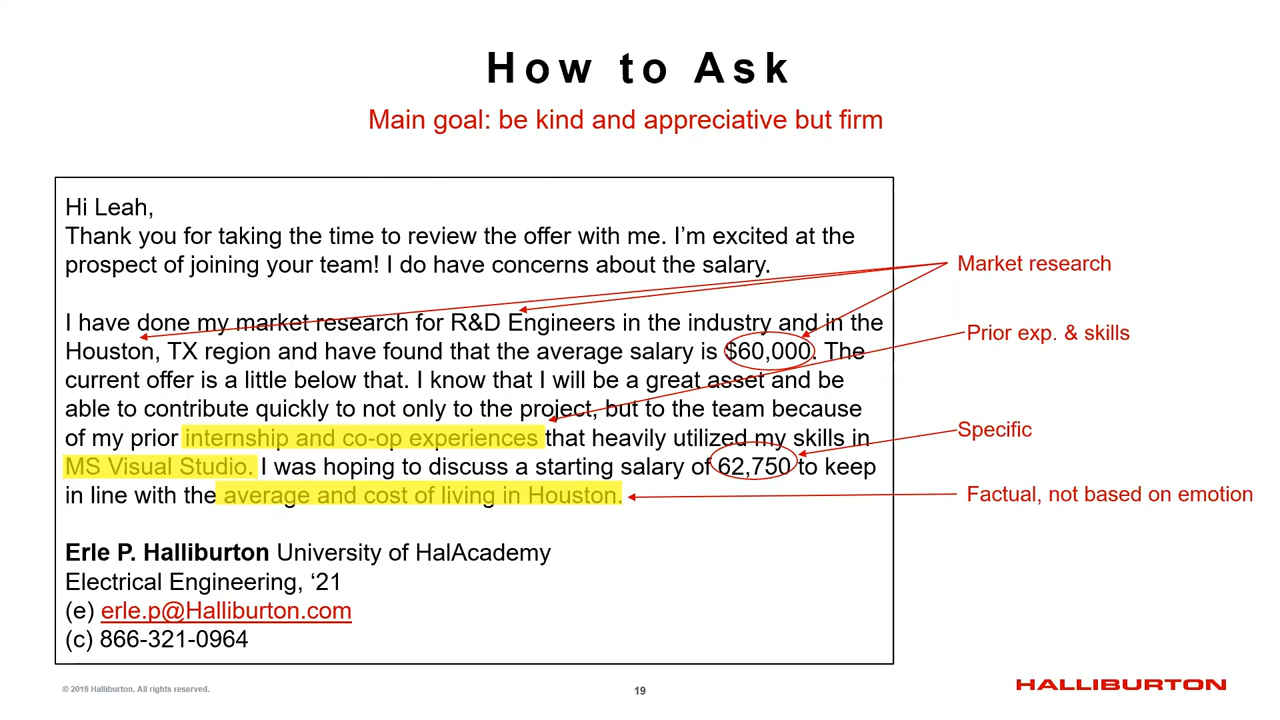 How to Ask
Main goal: be kind and appreciative but firm
Hi Leah,
Thank you for taking the time to review the offer with me. I’m excited at the
prospect of joining your team! I do have concerns about the salary.
I have done my market research for R&D Engineers in the industry and in the
Houston, TX region and have found that the average salary is $60,000. The
current offer is a little below that. I know that I will be a great asset and be
able to contribute quickly to not only to the project, but to the team because
of my prior internship and co-op experiences that heavily utilized my skills in
MS Visual Studio. I was hoping to discuss a starting salary of 62,750 to keep
in line with the average and cost of living in Houston.
Erle P. Halliburton University of HalAcademy
Electrical Engineering, ‘21
(e) erle.p@Halliburton.com
(c) 866-321-0964
Market research
Prior exp. & skills
Specific
Factual, not based on emotion
© 2019 Halliburton. All rights reserved.
19
HALLIBURTON